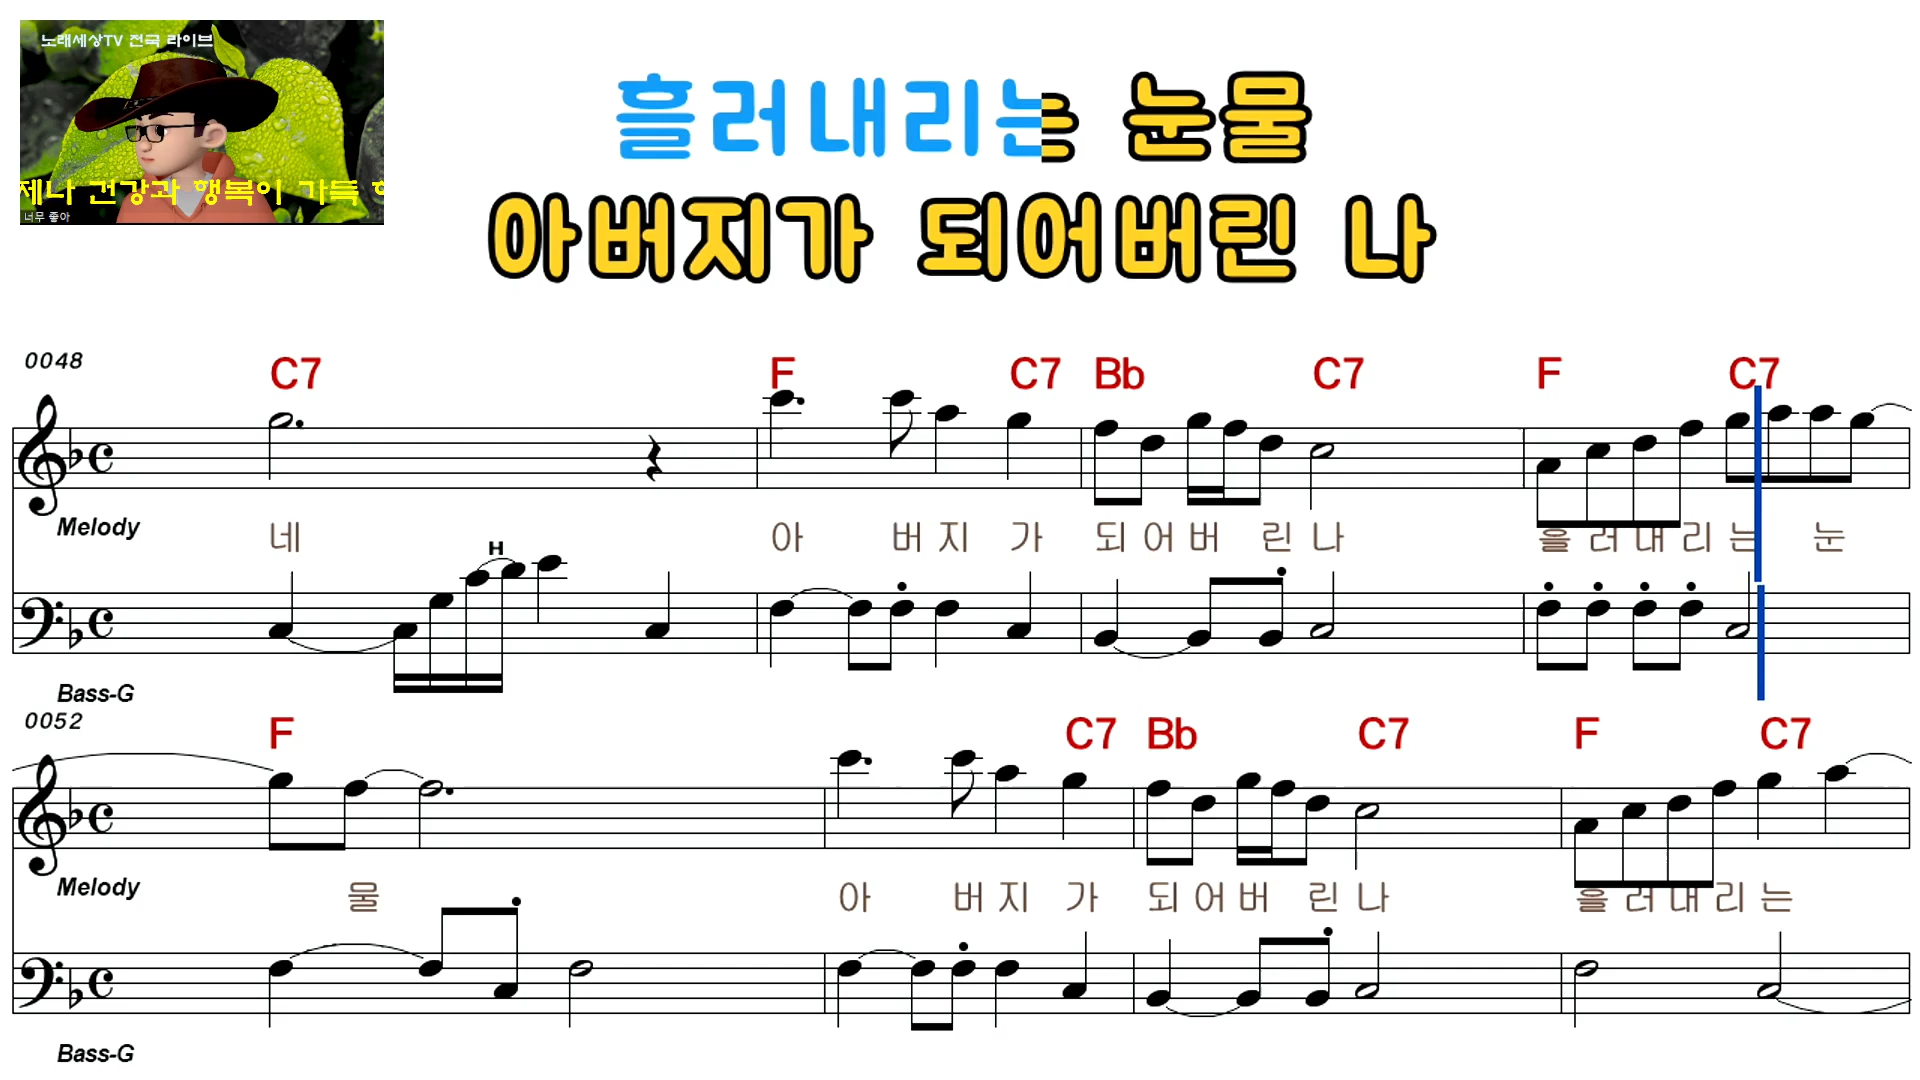 노래세상TV 전국 라이브
제나 건강과 행복이 가득
너무 좋아
흘러내리는 눈물
아버지가 되어버린 나
0048
C7 F C7 Bb C7 F C7
Melody
네 아 버 지 가 되 어 버 린 나 흘 러 내 리 는 눈
H
Bass-G
0052
F C7 Bb C7 F C7
Melody
물 아 버 지 가 되 어 버 린 나 흘 러 내 리 는
Bass-G